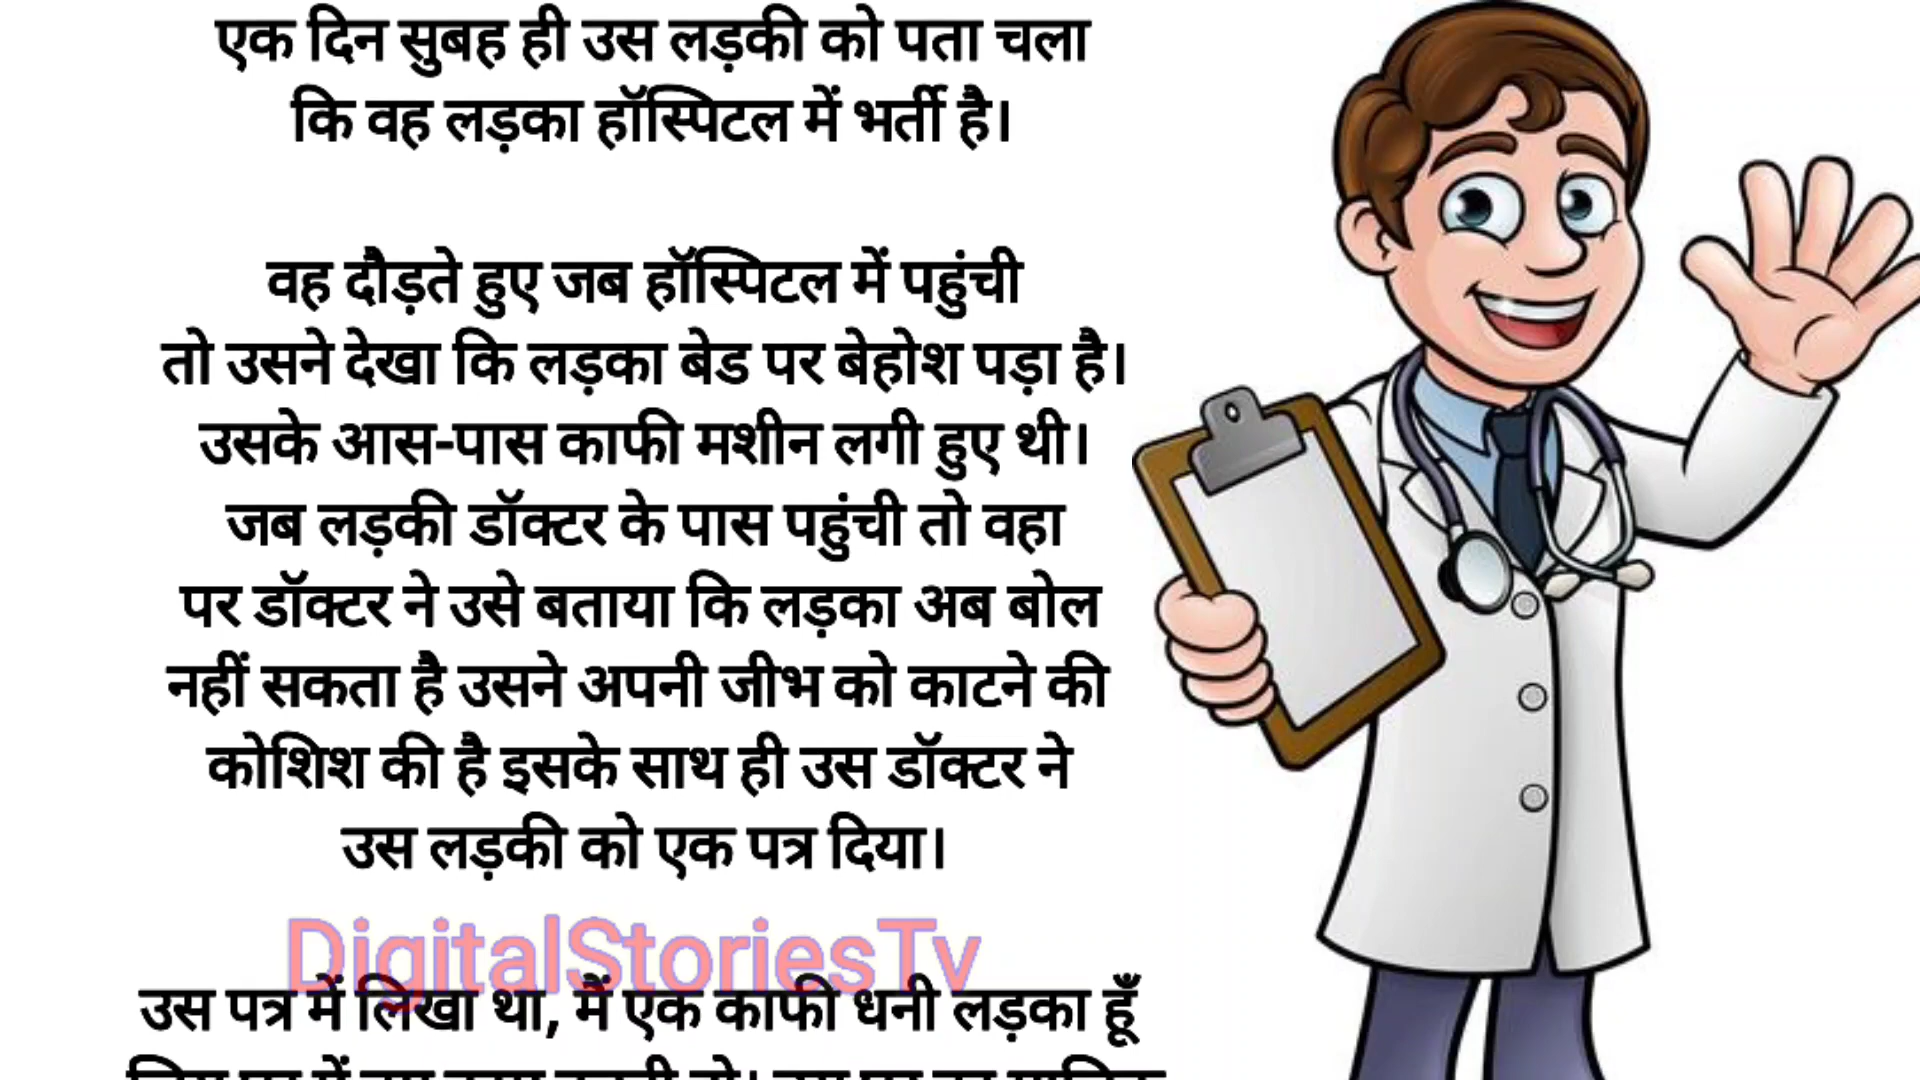 एक दिन सुबह ही उस लड़की को पता चला
कि वह लड़का हॉस्पिटल में भर्ती है।
वह दौड़ते हुए जब हॉस्पिटल में पहुंची
तो उसने देखा कि लड़का बेड पर बेहोश पड़ा है।
उसके आस-पास काफी मशीन लगी हुए थी।
जब लड़की डॉक्टर के पास पहुंची तो वहा
पर डॉक्टर ने उसे बताया कि लड़का अब बोल
नहीं सकता है उसने अपनी जीभ को काटने की
कोशिश की है इसके साथ ही उस डॉक्टर ने
उस लड़की को एक पत्र दिया।
DigitalStoriesTv
उस पत्र में लिखा था, मैं एक काफी धनी लड़का हूँ